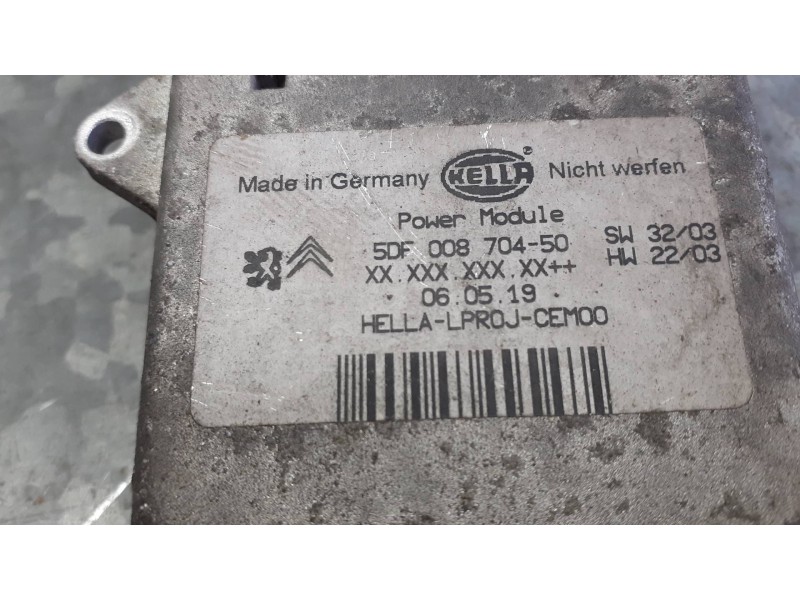 Made in Germany HELLA ® Nicht werfen
Power Module
5DF 008 704-50 SW 32/03
XX.XXX.XXX.XX++ HW 22/03
06.05.19
HELLA-LPROJ-CEM00